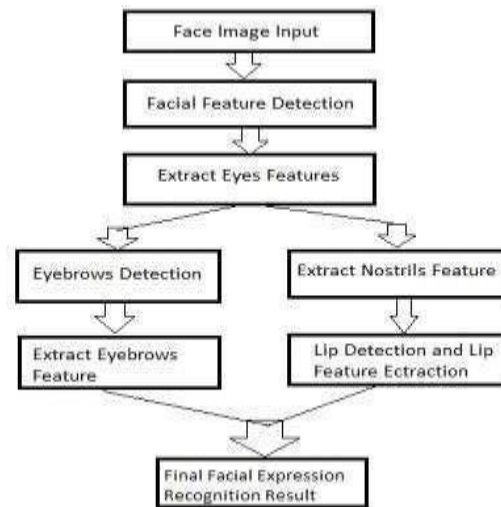 Face Image Input
Facial Feature Detection
Extract Eyes Features
Eyebrows Detection
Extract Nostrils Feature
Extract Eyebrows
Feature
Lip Detection and Lip
Feature Ectraction
Final Facial Expression
Recognition Result